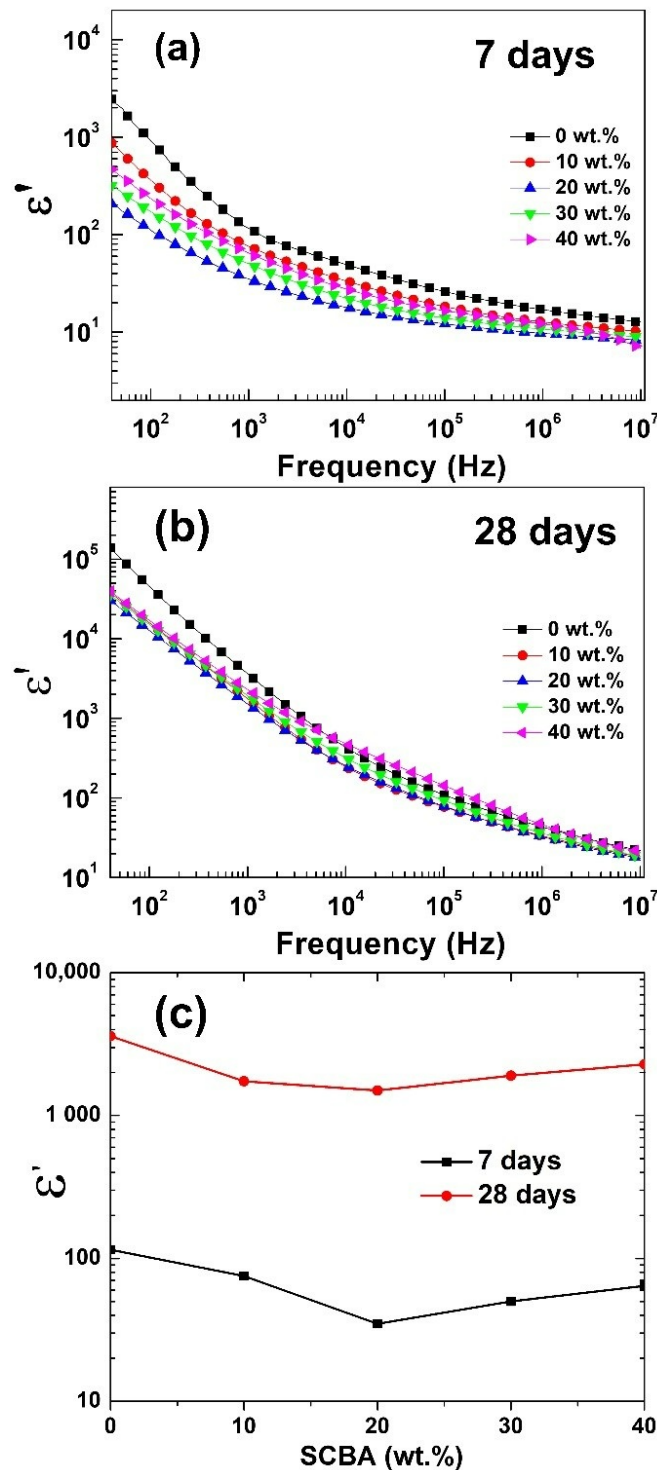 (a)
7 days
10⁴
10³
10²
10¹
ε'
0 wt.%
10 wt.%
20 wt.%
30 wt.%
40 wt.%
10² 10³ 10⁴ 10⁵ 10⁶ 10⁷
Frequency (Hz)
(b)
28 days
10⁵
10⁴
10³
10²
10¹
ε'
0 wt.%
10 wt.%
20 wt.%
30 wt.%
40 wt.%
10² 10³ 10⁴ 10⁵ 10⁶ 10⁷
Frequency (Hz)
(c)
10,000
1 000
100
10
ε'
7 days
28 days
0 10 20 30 40
SCBA (wt.%)